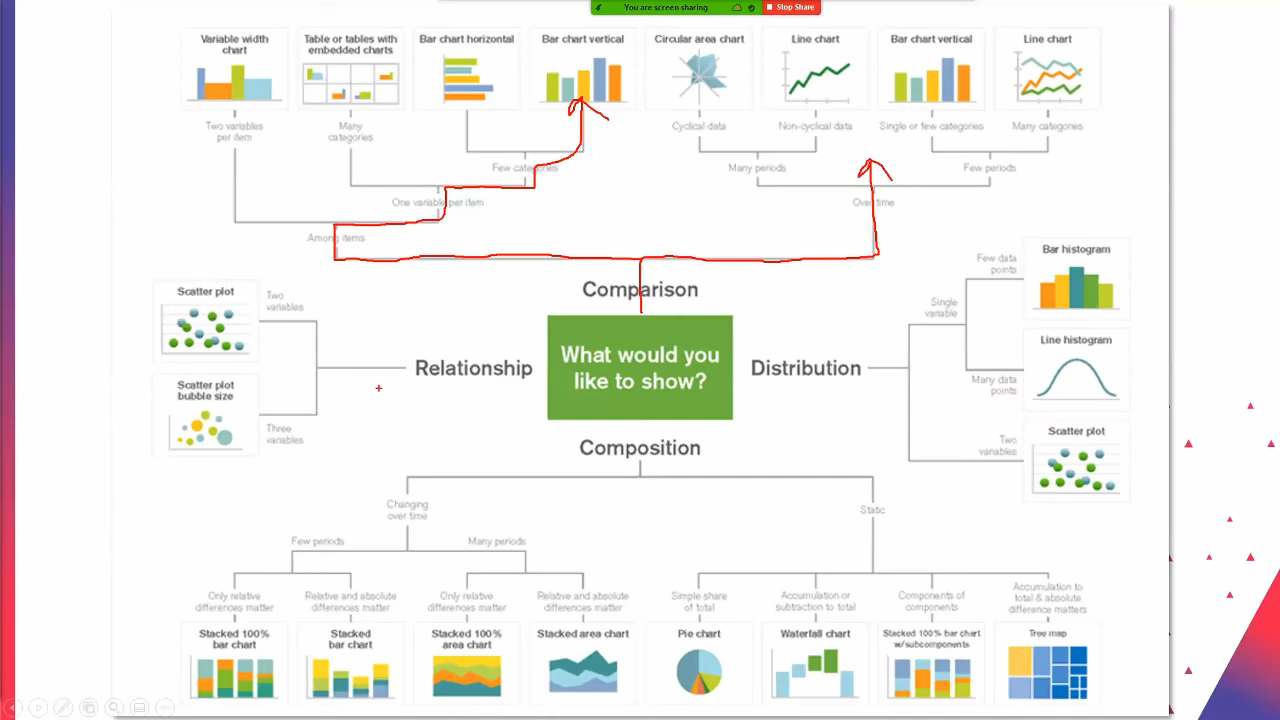 You are screen sharing
Stop Share
Variable width
chart
Table or tables with
embedded charts
Bar chart horizontal
Bar chart vertical
Circular area chart
Line chart
Bar chart vertical
Line chart
Two variables
per item
Many
categories
Cyclical data
Non-cyclical data
Single or few categories
Many categories
Few categories
Many periods
Few periods
One variable per item
Over time
Among items
Comparison
What would you
like to show?
Relationship
Two
variables
Scatter plot
Three
variables
Scatter plot
bubble size
Distribution
Single
variable
Few data
points
Bar histogram
Many data
points
Line histogram
Two
variables
Scatter plot
Composition
Changing
over time
Static
Few periods
Many periods
Only relative
differences matter
Relative and absolute
differences matter
Only relative
differences matter
Relative and absolute
differences matter
Simple share
of total
Accumulation or
subtraction to total
Components of
components
Accumulation to
total & absolute
difference matters
Stacked 100%
bar chart
Stacked
bar chart
Stacked 100%
area chart
Stacked area chart
Pie chart
Waterfall chart
Stacked 100% bar chart
w/subcomponents
Tree map